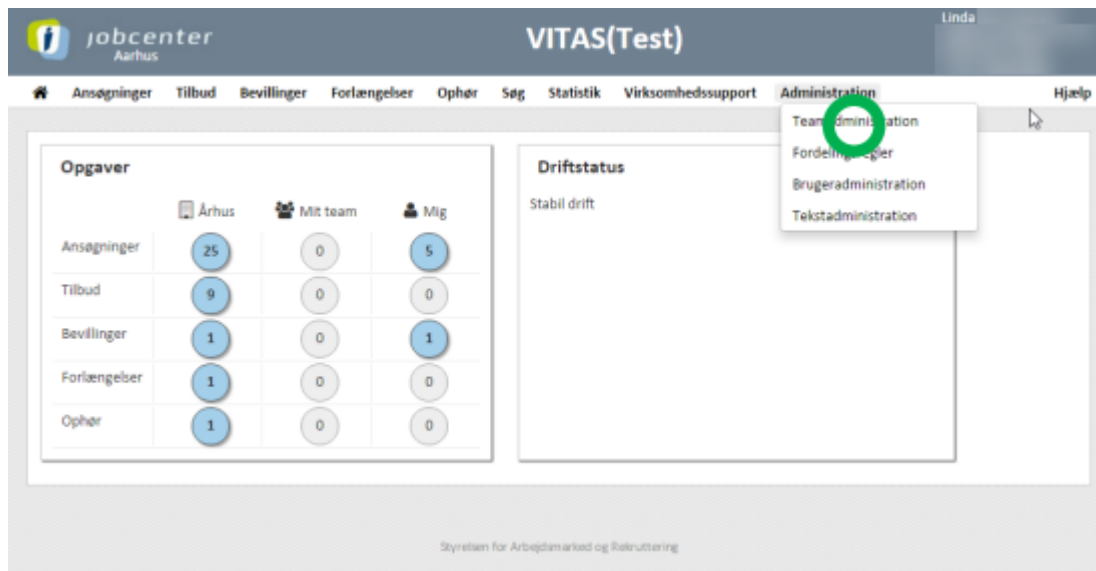 jobcenter
Aarhus
VITAS(Test)
Linda
Ansøgninger Tilbud Bevillinger Forlængelser Ophør Søg Statistik Virksomhedssupport Administration Hjælp
Teamadministration
Fordelingsregler
Brugeradministration
Tekstadministration
Opgaver
Århus Mit team Mig
Ansøgninger 25 0 5
Tilbud 9 0 0
Bevillinger 1 0 1
Forlængelser 1 0 0
Ophør 1 0 0
Driftstatus
Stabil drift
Styrelsen for Arbejdsmarked og Rekruttering